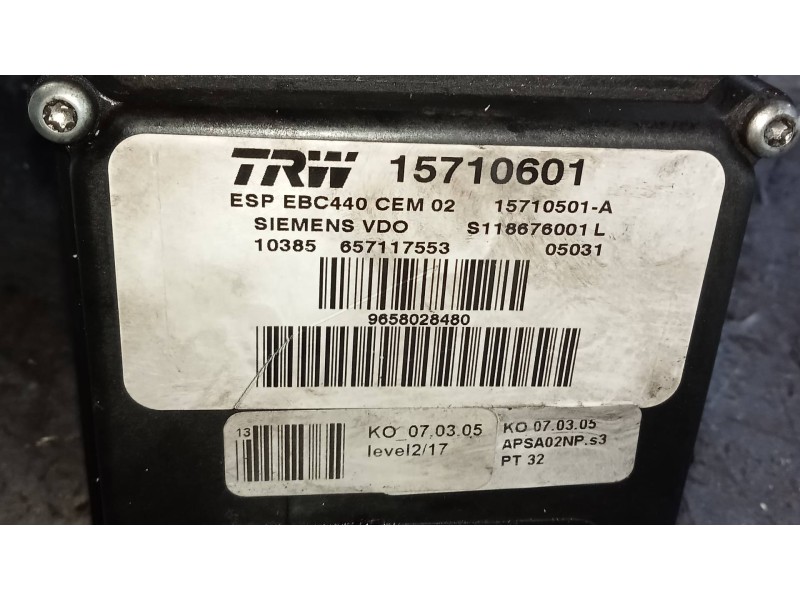 TRW 15710601
ESP EBC440 CEM 02 15710501-A
SIEMENS VDO S118676001 L
10385 657117553 05031
9658028480
13 KO_07.03.05
level2/17
KO 07.03.05
APSA02NP.s3
PT 32